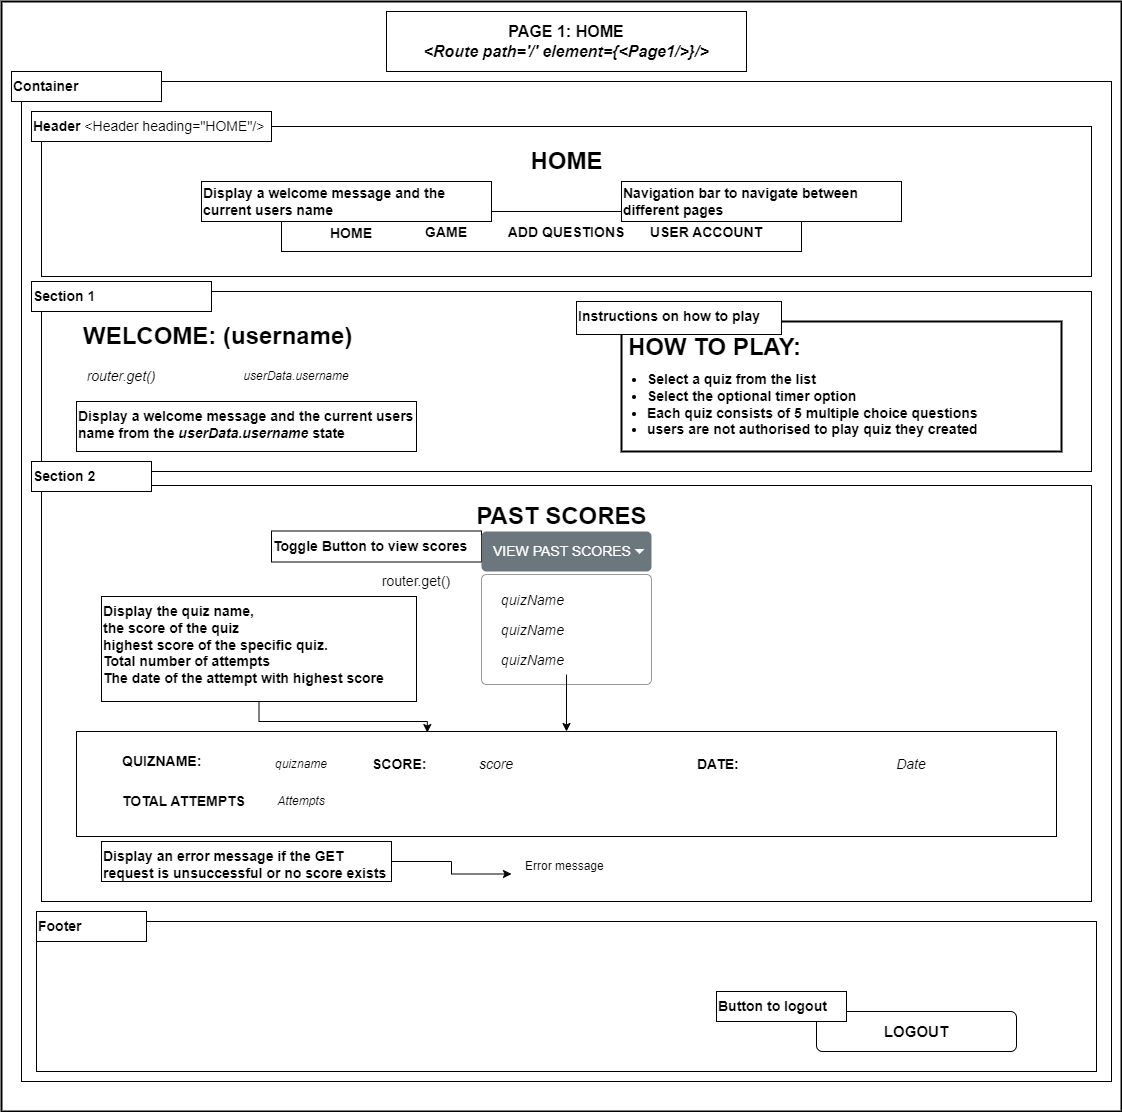 PAGE 1: HOME
<Route path='/' element={<Page1/>}/>
Container
Header <Header heading="HOME"/>
HOME
Display a welcome message and the
current users name
Navigation bar to navigate between
different pages
HOME GAME ADD QUESTIONS USER ACCOUNT
Section 1
WELCOME: (username)
router.get() userData.username
Display a welcome message and the current users
name from the userData.username state
Instructions on how to play
HOW TO PLAY:
• Select a quiz from the list
• Select the optional timer option
• Each quiz consists of 5 multiple choice questions
• users are not authorised to play quiz they created
Section 2
PAST SCORES
Toggle Button to view scores
VIEW PAST SCORES
router.get()
quizName
quizName
quizName
Display the quiz name,
the score of the quiz
highest score of the specific quiz.
Total number of attempts
The date of the attempt with highest score
QUIZNAME: quizname SCORE: score DATE: Date
TOTAL ATTEMPTS Attempts
Display an error message if the GET
request is unsuccessful or no score exists
Error message
Footer
Button to logout
LOGOUT